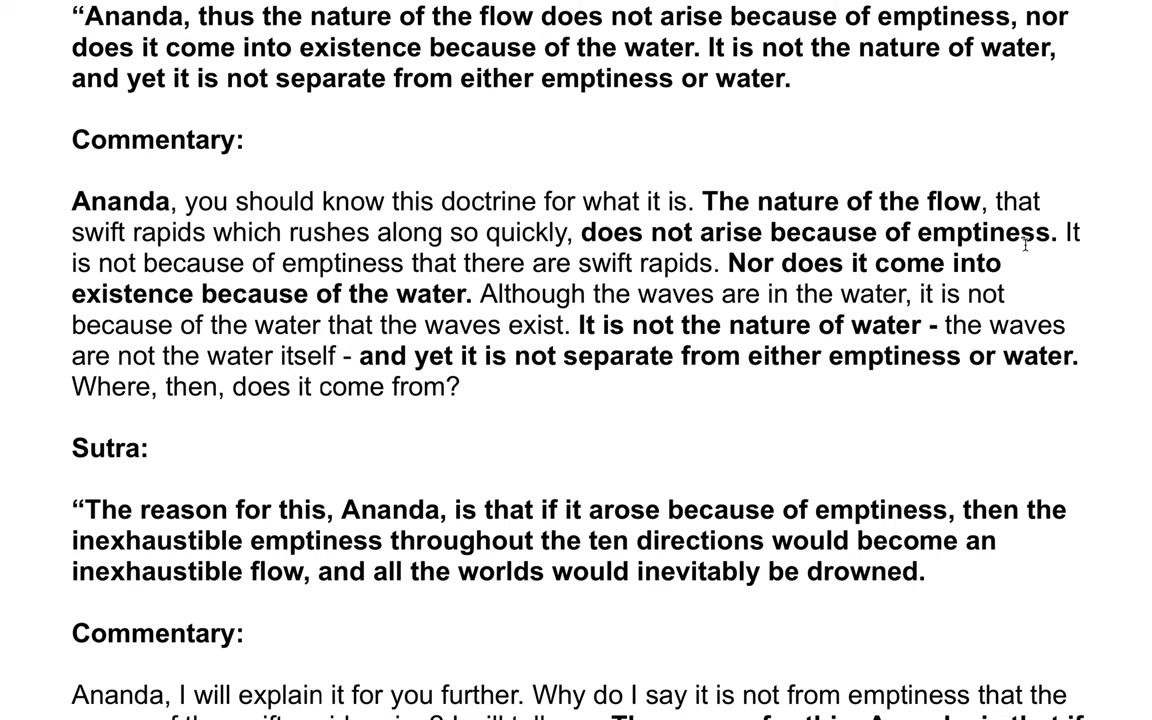 “Ananda, thus the nature of the flow does not arise because of emptiness, nor
does it come into existence because of the water. It is not the nature of water,
and yet it is not separate from either emptiness or water.
Commentary:
Ananda, you should know this doctrine for what it is. The nature of the flow, that
swift rapids which rushes along so quickly, does not arise because of emptiness. It
is not because of emptiness that there are swift rapids. Nor does it come into
existence because of the water. Although the waves are in the water, it is not
because of the water that the waves exist. It is not the nature of water - the waves
are not the water itself - and yet it is not separate from either emptiness or water.
Where, then, does it come from?
Sutra:
“The reason for this, Ananda, is that if it arose because of emptiness, then the
inexhaustible emptiness throughout the ten directions would become an
inexhaustible flow, and all the worlds would inevitably be drowned.
Commentary:
Ananda, I will explain it for you further. Why do I say it is not from emptiness that the